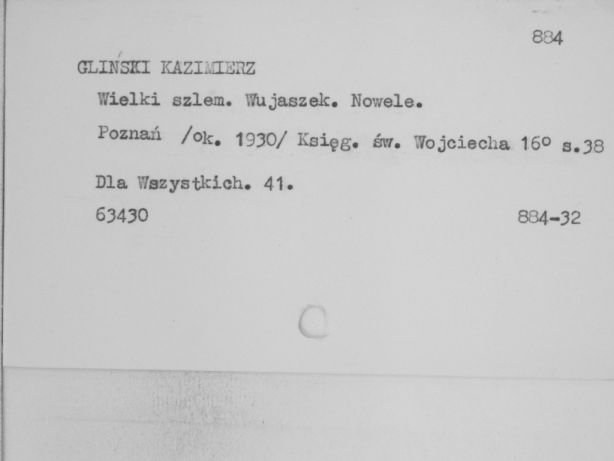 884
GLIŃSKI KAZIMIERZ
Wielki szlem. Wujaszek. Nowele.
Poznań /ok. 1930/ Księg. św. Wojciecha 16º s.38
Dla Wszystkich. 41.
63430 884-32